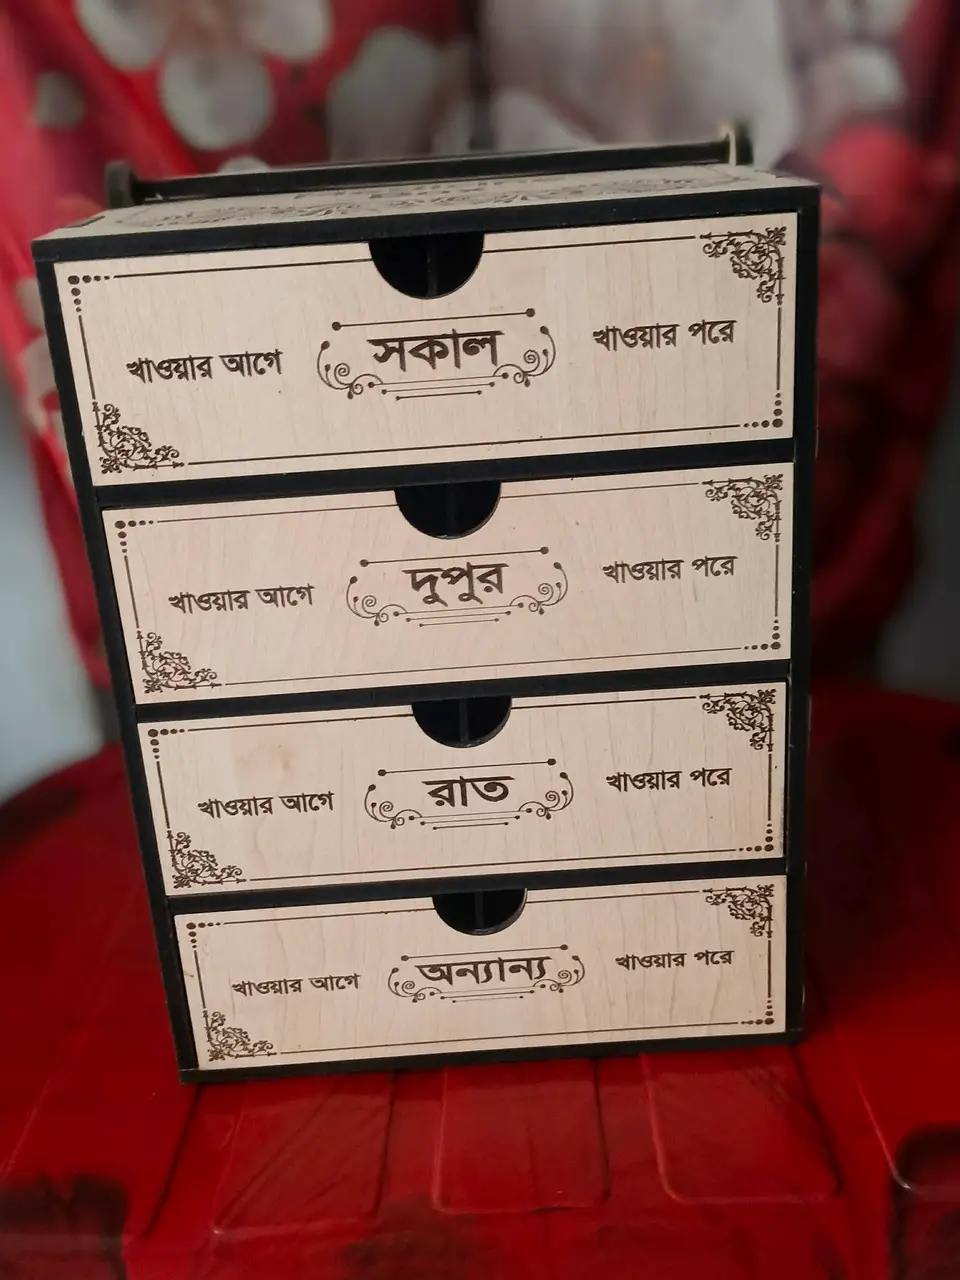 খাওয়ার আগে সকাল খাওয়ার পরে
খাওয়ার আগে দুপুর খাওয়ার পরে
খাওয়ার আগে রাত খাওয়ার পরে
খাওয়ার আগে অন্যান্য খাওয়ার পরে